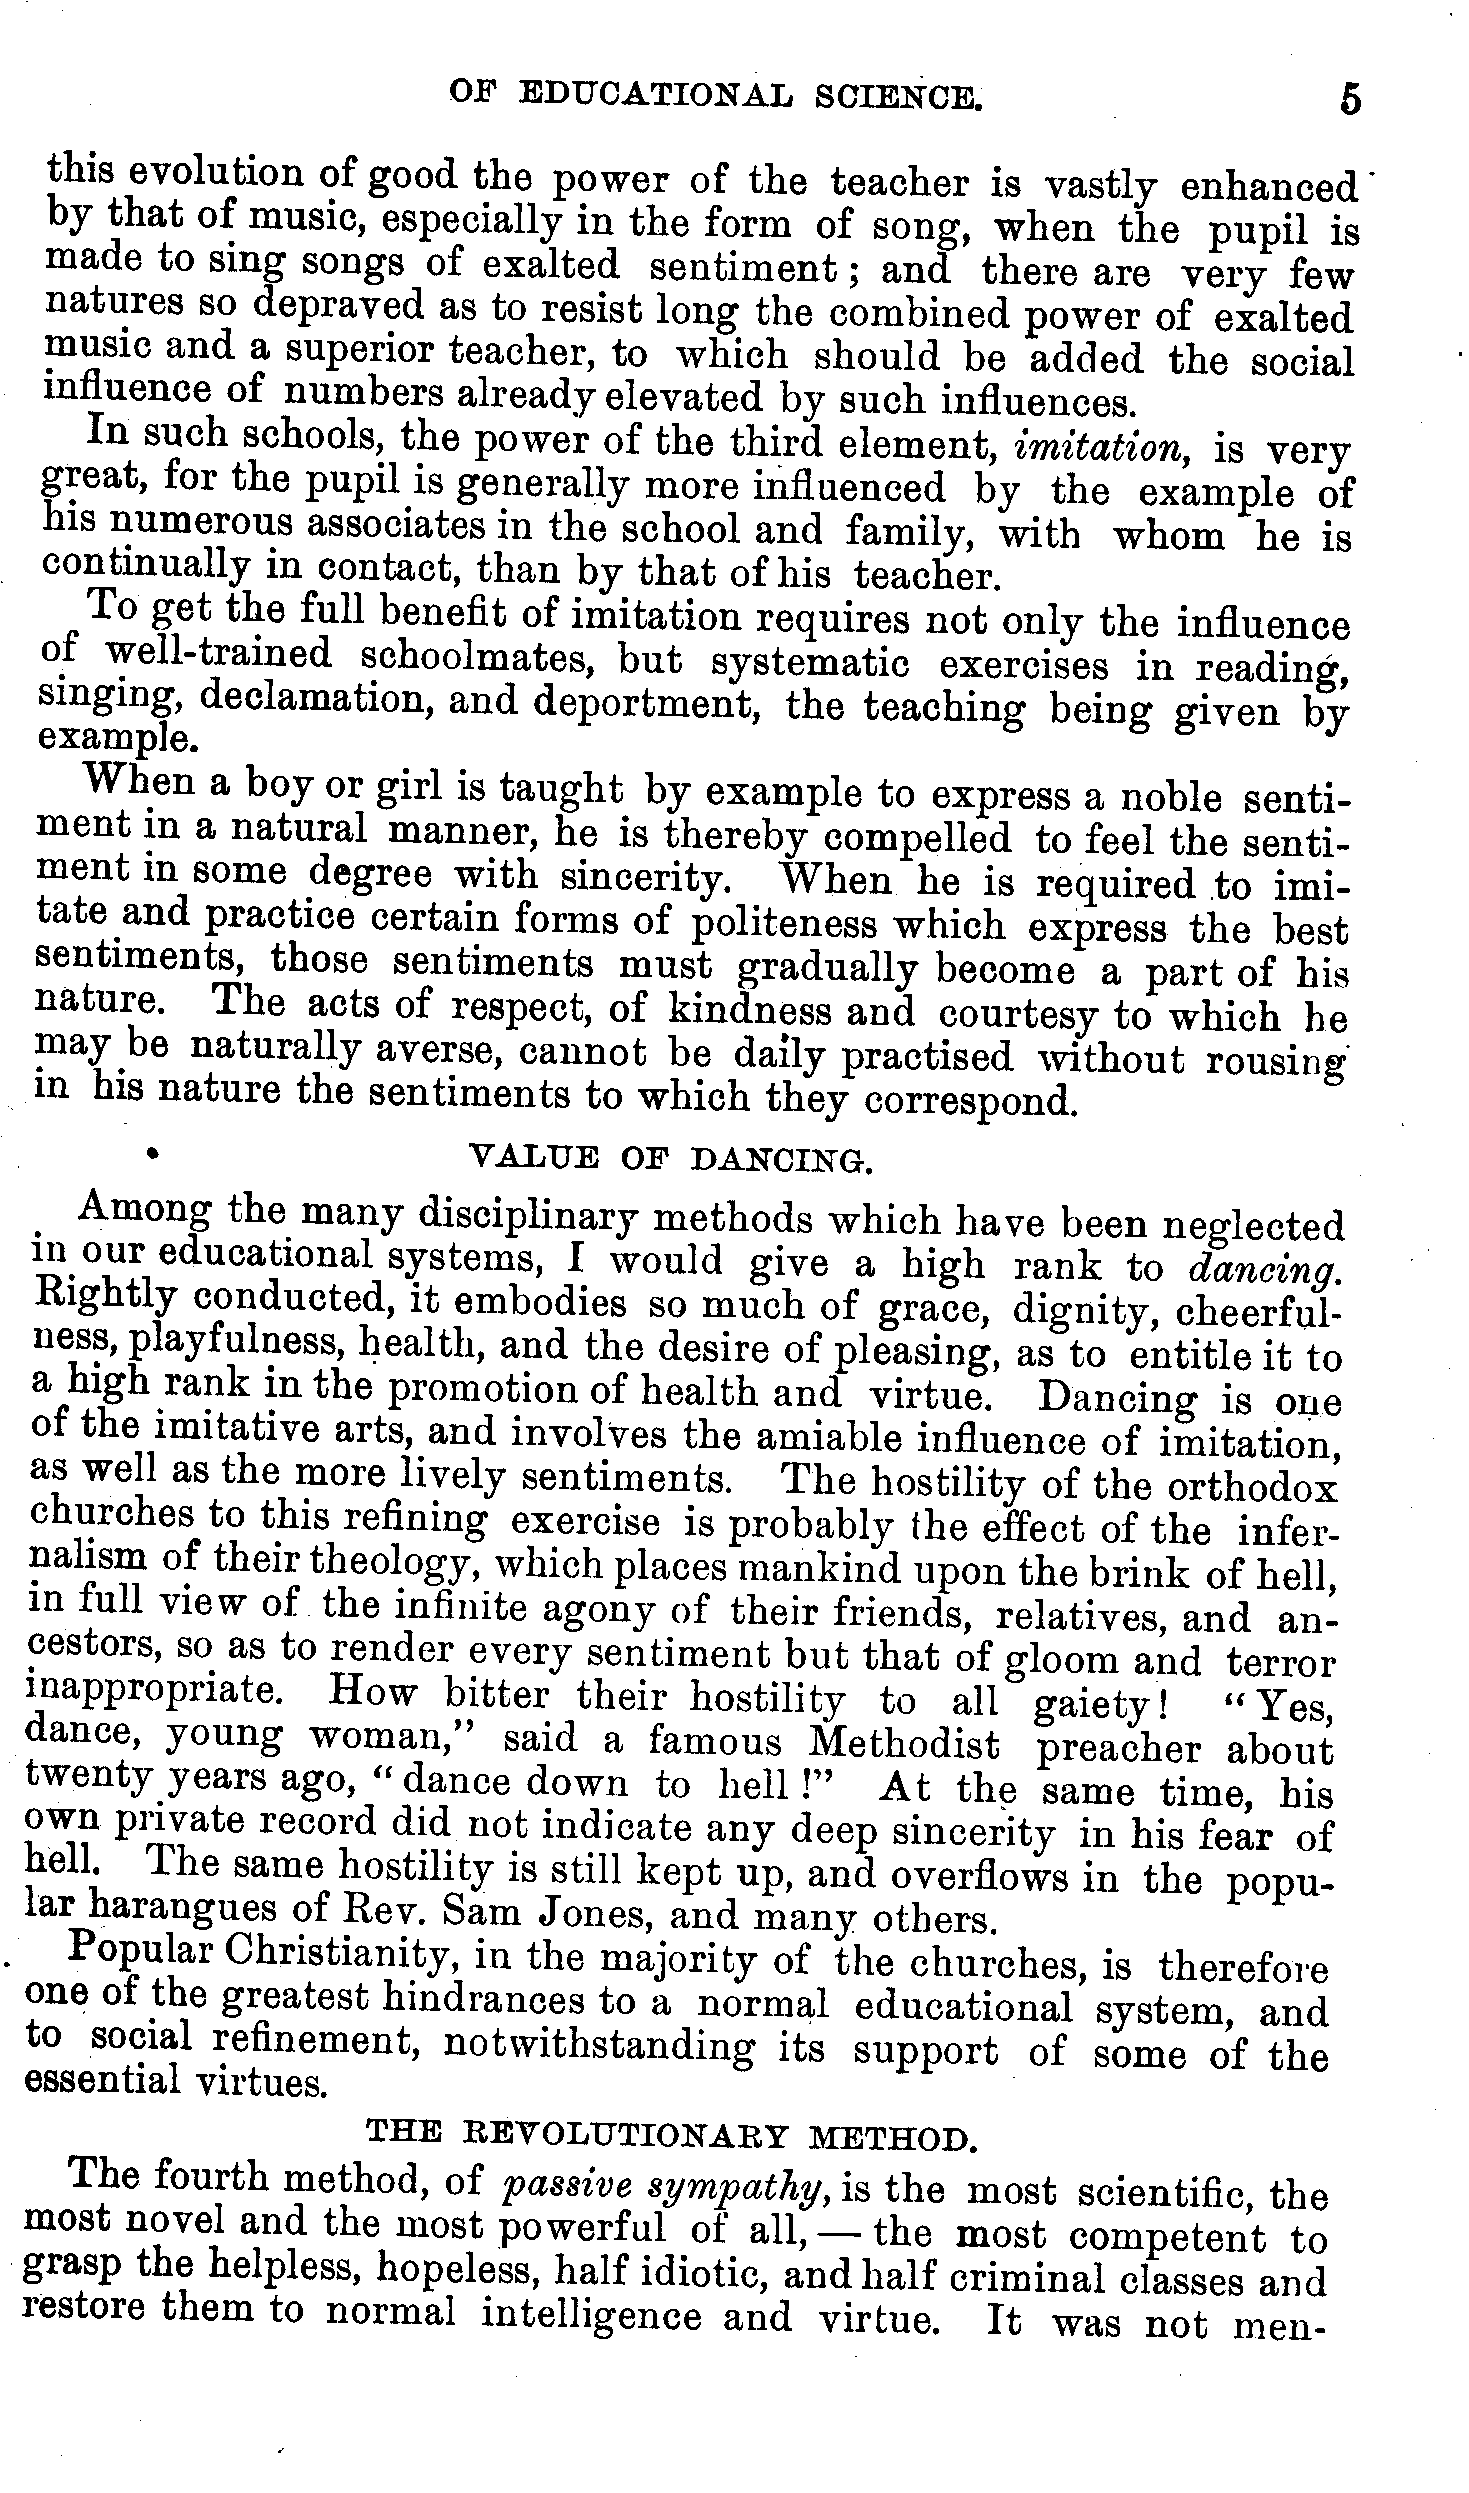 OF EDUCATIONAL SCIENCE. 5
this evolution of good the power of the teacher is vastly enhanced
by that of music, especially in the form of song, when the pupil is
made to sing songs of exalted sentiment; and there are very few
natures so depraved as to resist long the combined power of exalted
music and a superior teacher, to which should be added the social
influence of numbers already elevated by such influences.
In such schools, the power of the third element, imitation, is very
great, for the pupil is generally more influenced by the example of
his numerous associates in the school and family, with whom he is
continually in contact, than by that of his teacher.
To get the full benefit of imitation requires not only the influence
of well-trained schoolmates, but systematic exercises in reading,
singing, declamation, and deportment, the teaching being given by
example.
When a boy or girl is taught by example to express a noble senti-
ment in a natural manner, he is thereby compelled to feel the senti-
ment in some degree with sincerity. When he is required to imi-
tate and practice certain forms of politeness which express the best
sentiments, those sentiments must gradually become a part of his
nature. The acts of respect, of kindness and courtesy to which he
may be naturally averse, cannot be daily practised without rousing
in his nature the sentiments to which they correspond.
VALUE OF DANCING.
Among the many disciplinary methods which have been neglected
in our educational systems, I would give a high rank to dancing.
Rightly conducted, it embodies so much of grace, dignity, cheerful-
ness, playfulness, health, and the desire of pleasing, as to entitle it to
a high rank in the promotion of health and virtue. Dancing is one
of the imitative arts, and involves the amiable influence of imitation,
as well as the more lively sentiments. The hostility of the orthodox
churches to this refining exercise is probably the effect of the infer-
nalism of their theology, which places mankind upon the brink of hell,
in full view of the infinite agony of their friends, relatives, and an-
cestors, so as to render every sentiment but that of gloom and terror
inappropriate. How bitter their hostility to all gaiety! "Yes,
dance, young woman," said a famous Methodist preacher about
twenty years ago, "dance down to hell!" At the same time, his
own private record did not indicate any deep sincerity in his fear of
hell. The same hostility is still kept up, and overflows in the popu-
lar harangues of Rev. Sam Jones, and many others.
Popular Christianity, in the majority of the churches, is therefore
one of the greatest hindrances to a normal educational system, and
to social refinement, notwithstanding its support of some of the
essential virtues.
THE REVOLUTIONARY METHOD.
The fourth method, of passive sympathy, is the most scientific, the
most novel and the most powerful of all, — the most competent to
grasp the helpless, hopeless, half idiotic, and half criminal classes and
restore them to normal intelligence and virtue. It was not men-